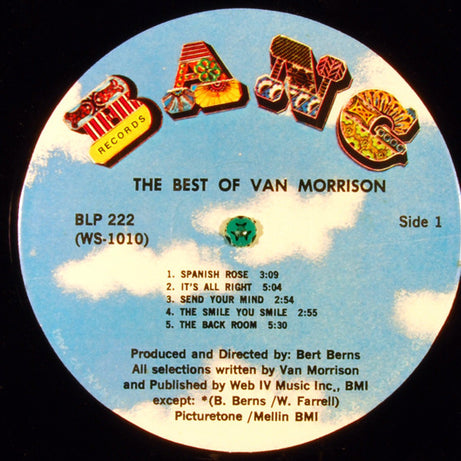 BANG
RECORDS
THE BEST OF VAN MORRISON
BLP 222
(WS-1010)
Side 1
1. SPANISH ROSE 3:09
2. IT'S ALL RIGHT 5:04
3. SEND YOUR MIND 2:54
4. THE SMILE YOU SMILE 2:55
5. THE BACK ROOM 5:30
Produced and Directed by: Bert Berns
All selections written by Van Morrison
and Published by Web IV Music Inc., BMI
except: *(B. Berns /W. Farrell)
Picturetone /Mellin BMI